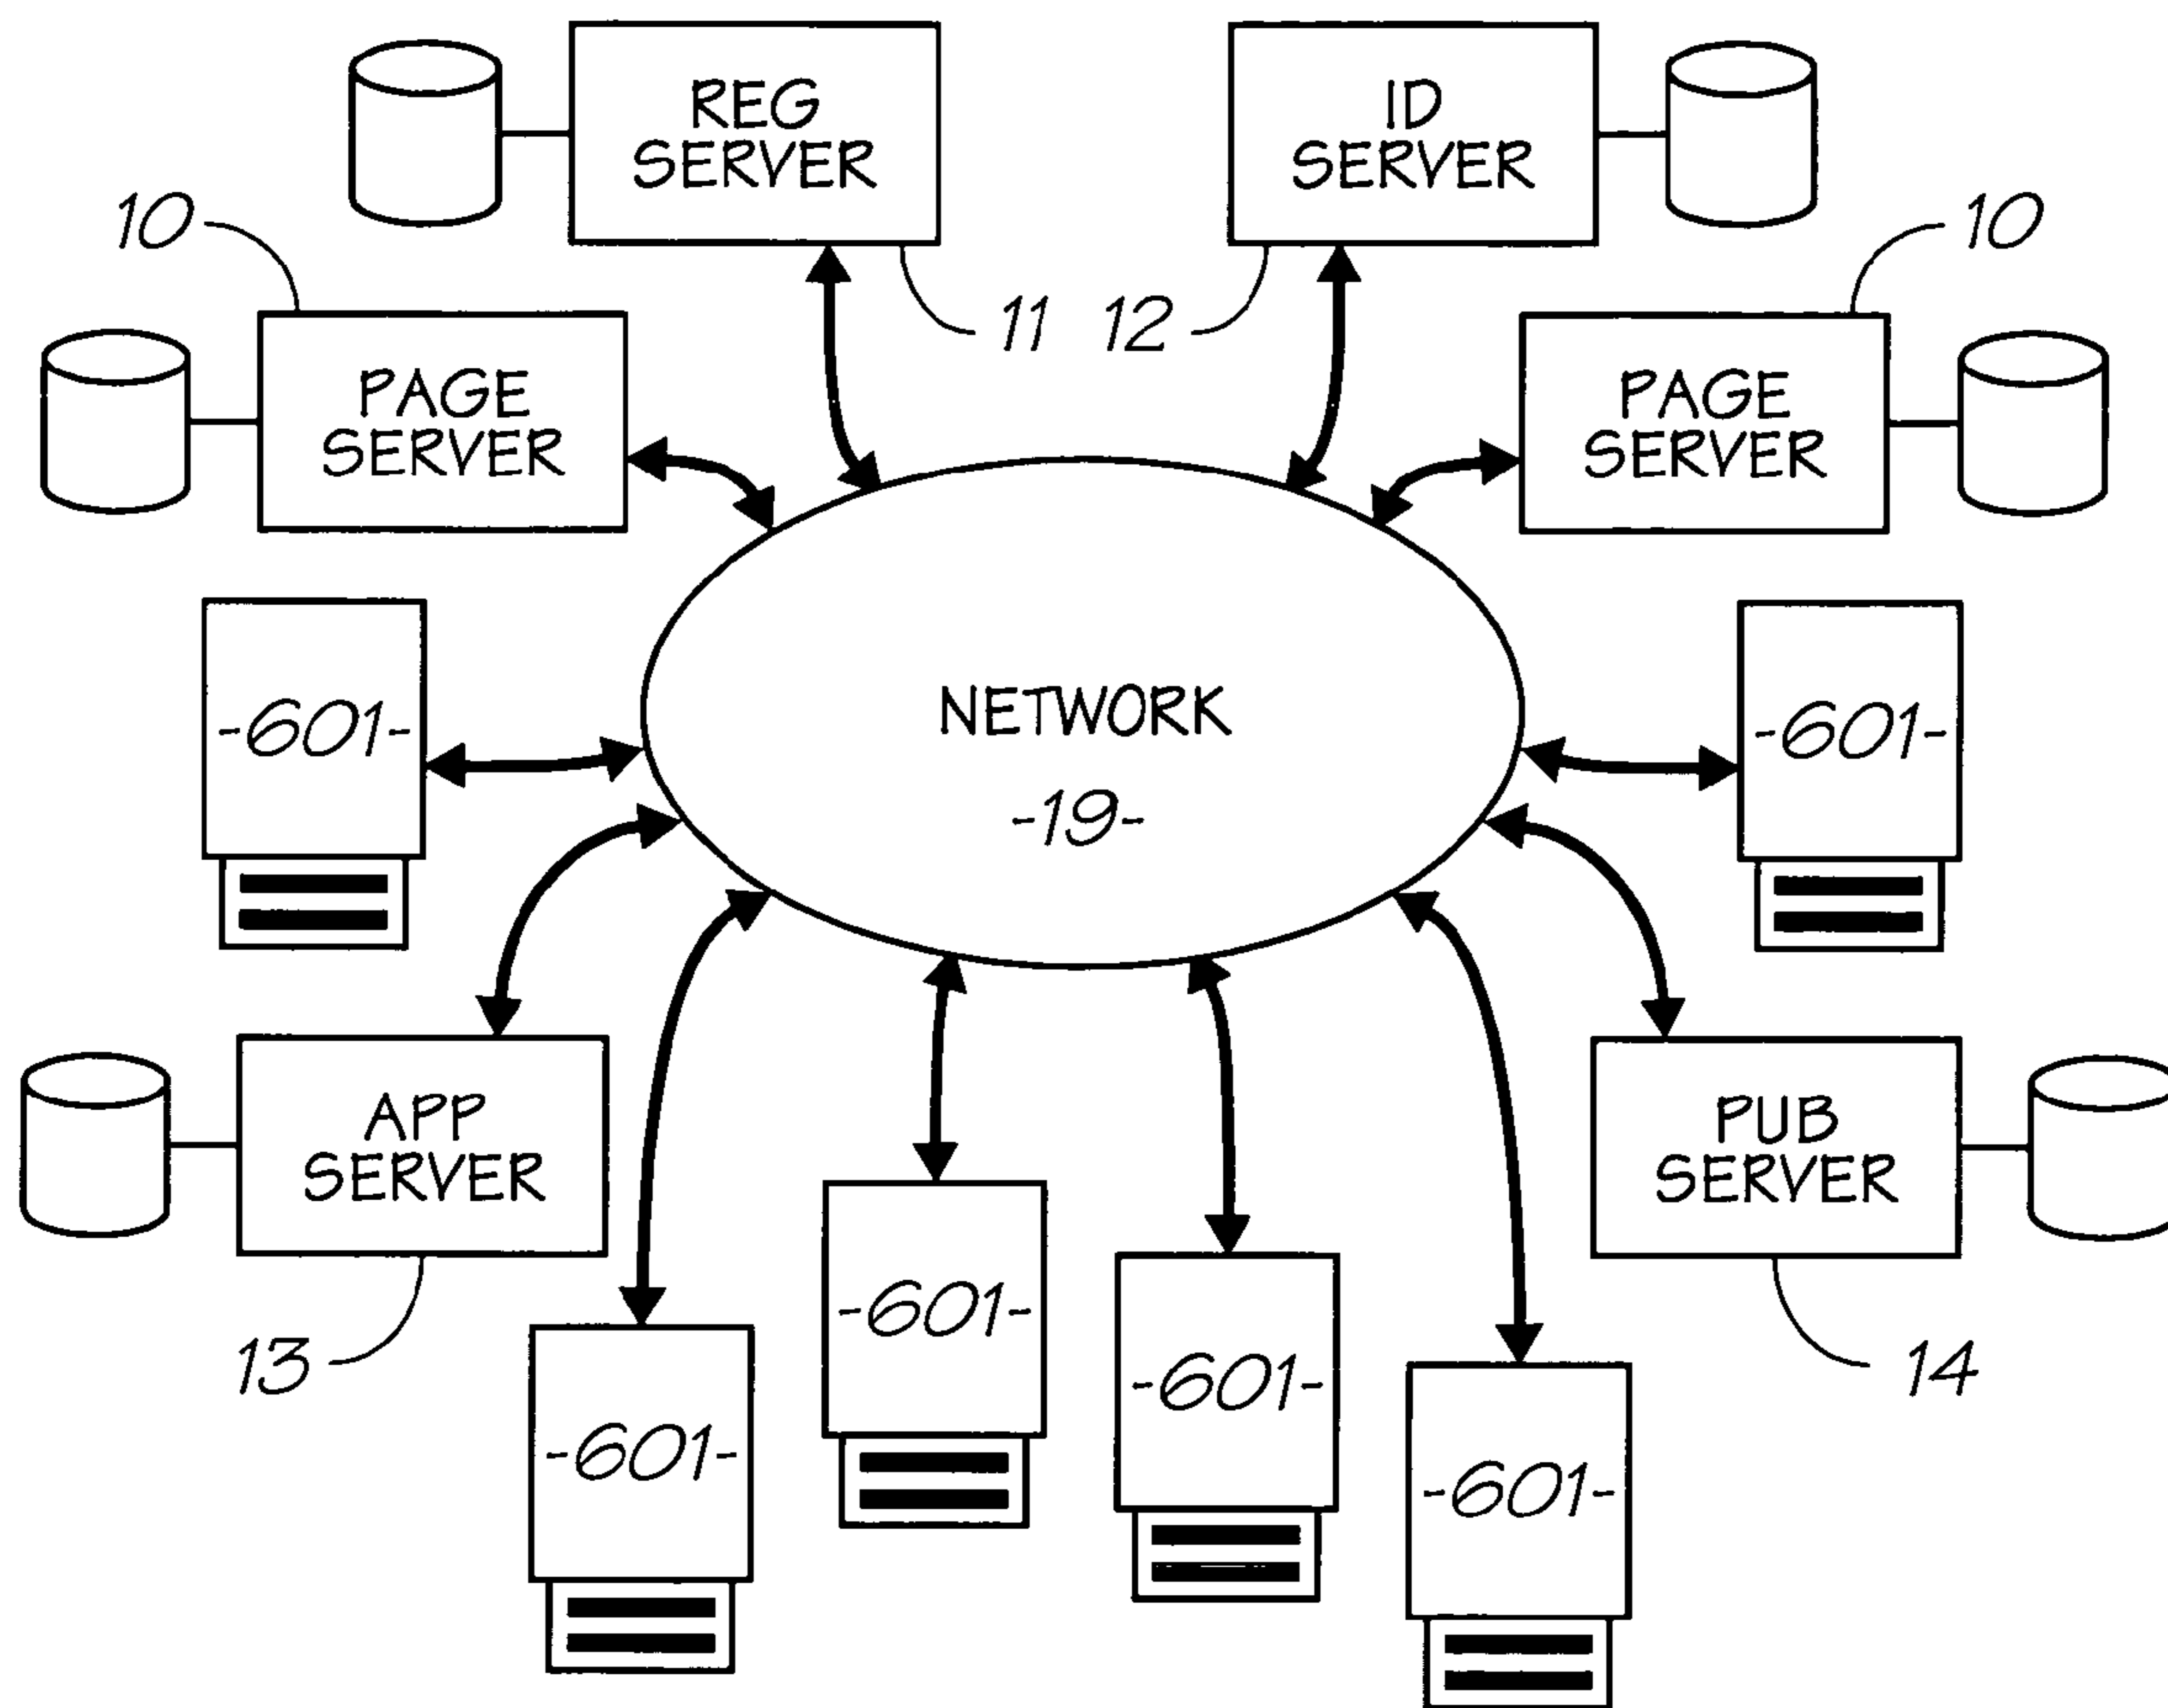 REG
SERVER
ID
SERVER
10
10
11
12
PAGE
SERVER
PAGE
SERVER
-601-
NETWORK
-19-
-601-
APP
SERVER
PUB
SERVER
13
-601-
-601-
-601-
-601-
14